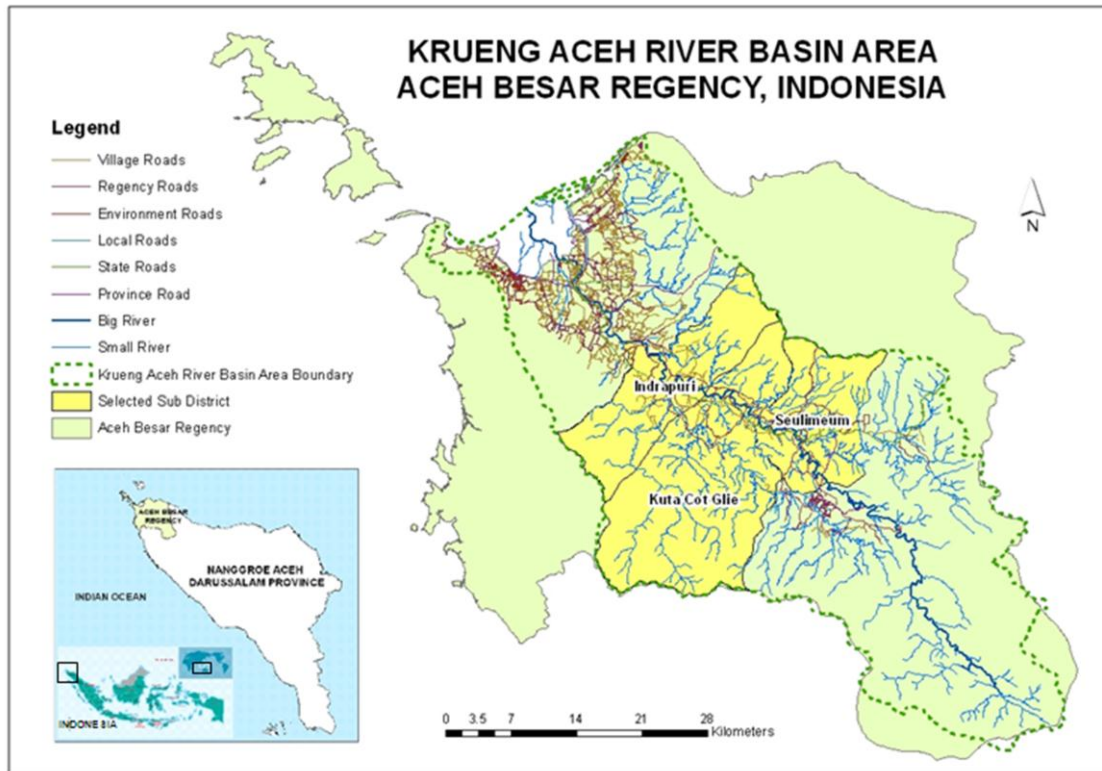 KRUENG ACEH RIVER BASIN AREA
ACEH BESAR REGENCY, INDONESIA
Legend
Village Roads
Regency Roads
Environment Roads
Local Roads
State Roads
Province Road
Big River
Small River
Krueng Aceh River Basin Area Boundary
Selected Sub District
Aceh Besar Regency
N
Indrapuri
Seulimeum
Kuta Cot Glie
ACEH BESAR
REGENCY
NANGGROE ACEH
DARUSSALAM PROVINCE
INDIAN OCEAN
INDONESIA
0 3.5 7 14 21 28
Kilometers